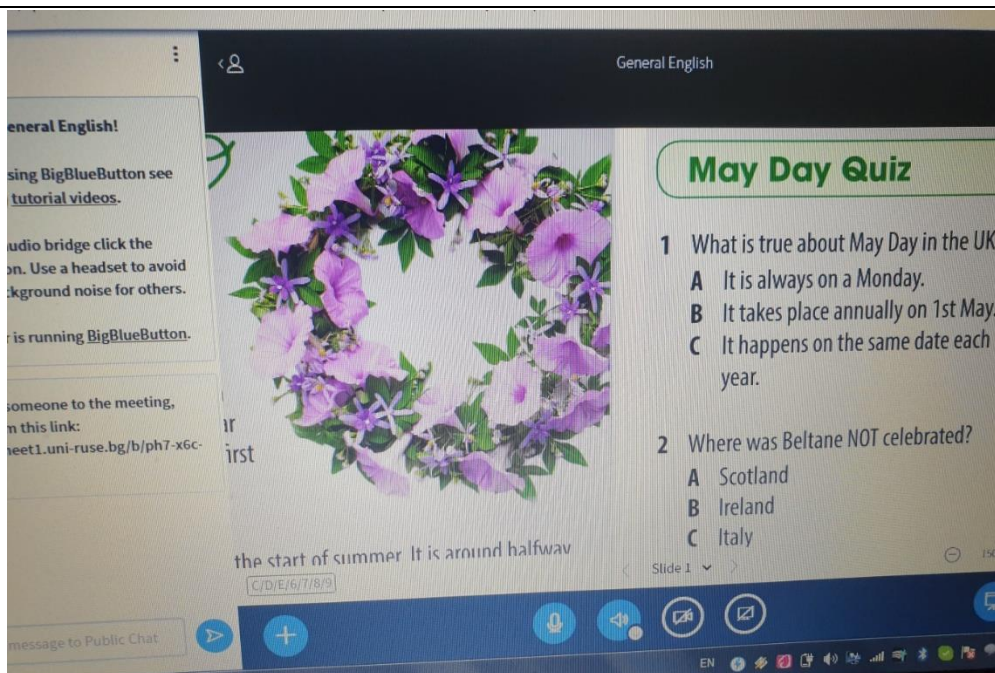 General English
eneral English!
sing BigBlueButton see
tutorial videos.
udio bridge click the
on. Use a headset to avoid
ckground noise for others.
r is running BigBlueButton.
someone to the meeting,
m this link:
neet1.uni-ruse.bg/b/ph7-x6c-
message to Public Chat
ar
irst
the start of summer. It is around halfway
C/D/E/6/7/8/9
May Day Quiz
1 What is true about May Day in the UK
A It is always on a Monday.
B It takes place annually on 1st May.
C It happens on the same date each
year.
2 Where was Beltane NOT celebrated?
A Scotland
B Ireland
C Italy
Slide 1
EN